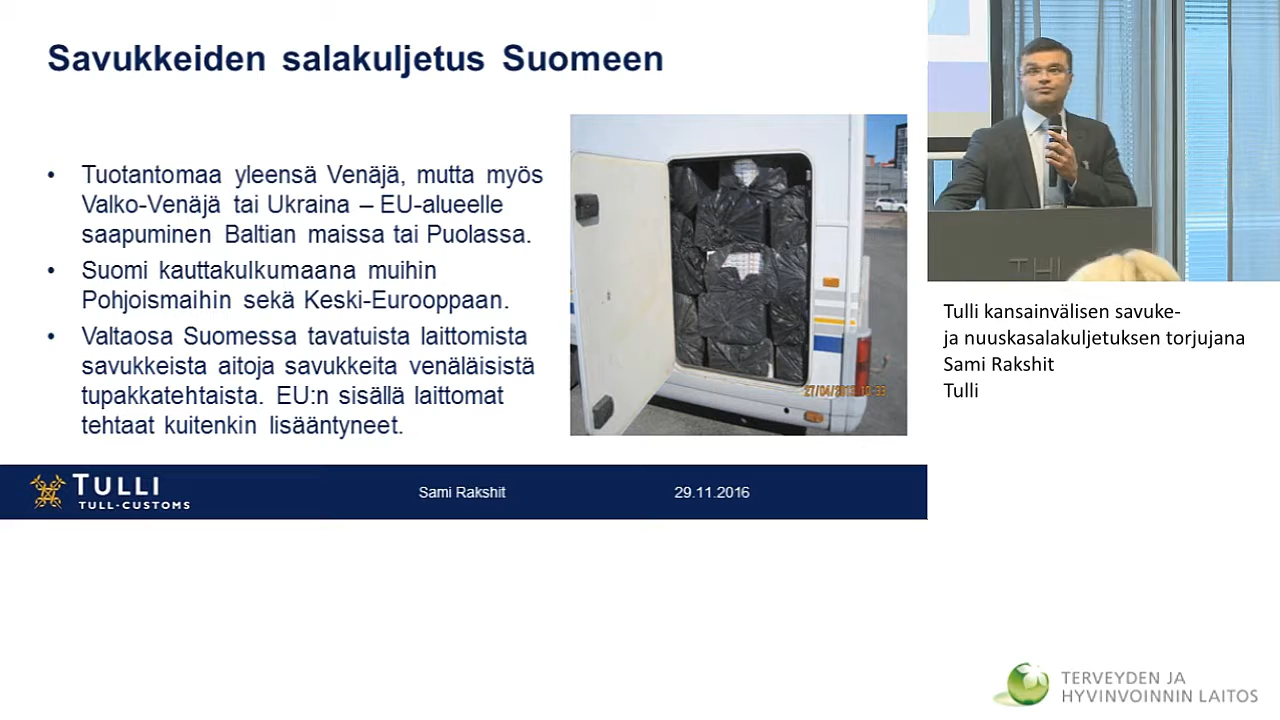 Savukkeiden salakuljetus Suomeen
• Tuotantomaa yleensä Venäjä, mutta myös
Valko-Venäjä tai Ukraina – EU-alueelle
saapuminen Baltian maissa tai Puolassa.
• Suomi kauttakulkumaana muihin
Pohjoismaihin sekä Keski-Eurooppaan.
• Valtaosa Suomessa tavatuista laittomista
savukkeista aitoja savukkeita venäläisistä
tupakkatehtaista. EU:n sisällä laittomat
tehtaat kuitenkin lisääntyneet.
TULLI
TULL·CUSTOMS
Sami Rakshit
29.11.2016
THL
Tulli kansainvälisen savuke-
ja nuuskasalakuljetuksen torjujana
Sami Rakshit
Tulli
TERVEYDEN JA
HYVINVOINNIN LAITOS